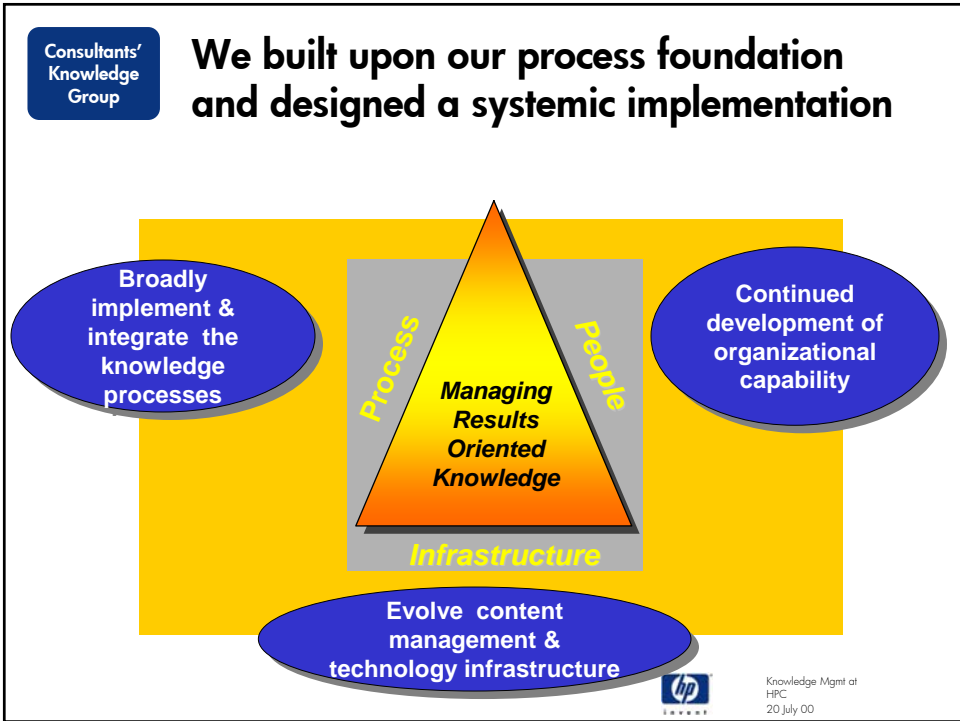 Consultants'
Knowledge
Group
We built upon our process foundation
and designed a systemic implementation
Broadly
implement &
integrate the
knowledge
processes
Process
People
Managing
Results
Oriented
Knowledge
Continued
development of
organizational
capability
Infrastructure
Evolve content
management &
technology infrastructure
hp
invent
Knowledge Mgmt at
HPC
20 July 00